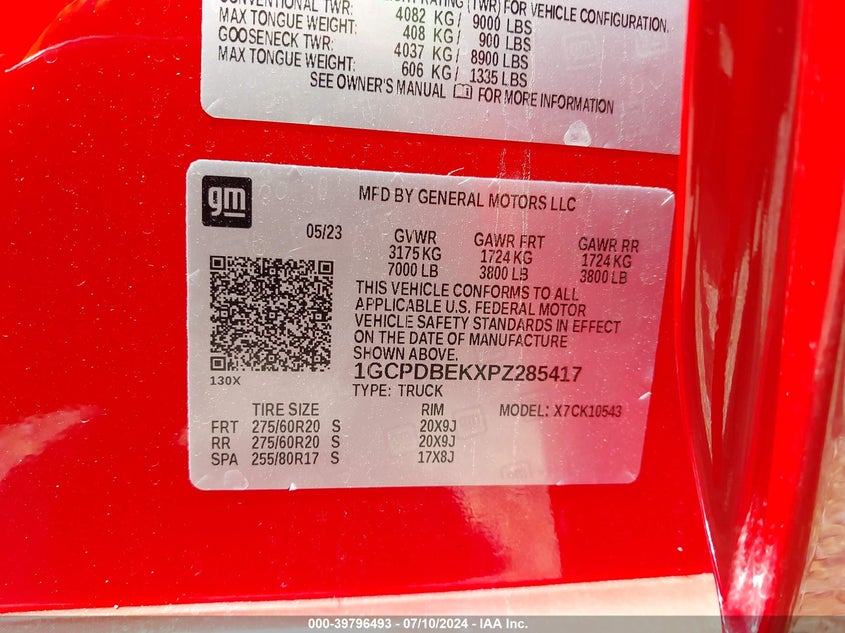 CONVENTIONAL TWR: RATING (TWR) FOR VEHICLE CONFIGURATION.
MAX TONGUE WEIGHT: 4082 KG/ 9000 LBS
GOOSENECK TWR: 408 KG/ 900 LBS
MAX TONGUE WEIGHT: 4037 KG/ 8900 LBS
606 KG/ 1335 LBS
SEE OWNER'S MANUAL FOR MORE INFORMATION
gm
MFD BY GENERAL MOTORS LLC
05/23 GVWR GAWR FRT GAWR RR
3175 KG 1724 KG 1724 KG
7000 LB 3800 LB 3800 LB
THIS VEHICLE CONFORMS TO ALL
APPLICABLE U.S. FEDERAL MOTOR
VEHICLE SAFETY STANDARDS IN EFFECT
ON THE DATE OF MANUFACTURE
SHOWN ABOVE.
1GCPDBEKXPZ285417
130X
TYPE: TRUCK
TIRE SIZE RIM MODEL: X7CK10543
FRT 275/60R20 S 20X9J
RR 275/60R20 S 20X9J
SPA 255/80R17 S 17X8J
000-39796493 - 07/10/2024 - IAA Inc.